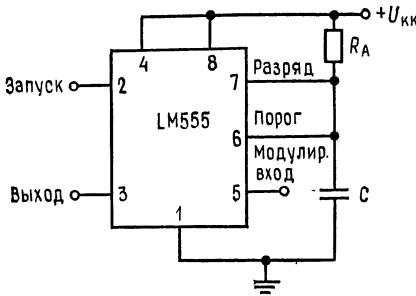 +Uкк
4
8
RA
7
Разряд
Запуск
2
LM555
Порог
6
Модулир.
вход
Выход
3
5
C
1